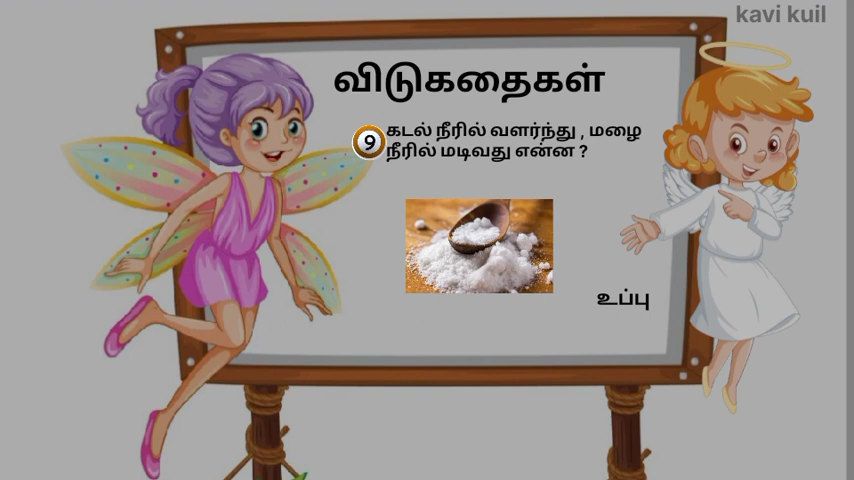 kavi kuil
விடுகதைகள்
9 கடல் நீரில் வளர்ந்து , மழை
நீரில் மடிவது என்ன ?
உப்பு